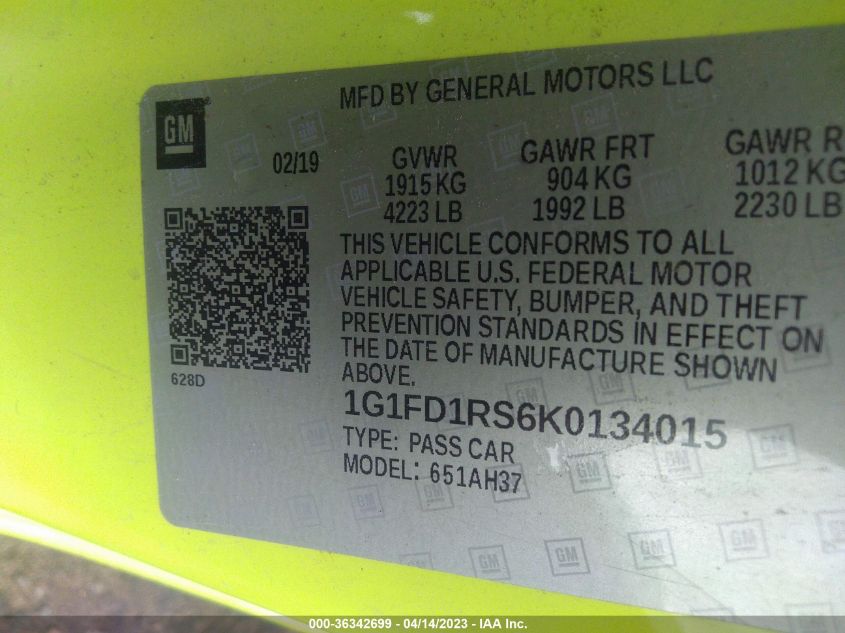 MFD BY GENERAL MOTORS LLC
GM
02/19
GVWR GAWR FRT GAWR R
1915 KG 904 KG 1012 KG
4223 LB 1992 LB 2230 LB
THIS VEHICLE CONFORMS TO ALL
APPLICABLE U.S. FEDERAL MOTOR
VEHICLE SAFETY, BUMPER, AND THEFT
PREVENTION STANDARDS IN EFFECT ON
THE DATE OF MANUFACTURE SHOWN
ABOVE.
628D
1G1FD1RS6K0134015
TYPE: PASS CAR
MODEL: 651AH37
000-36342699 - 04/14/2023 - IAA Inc.